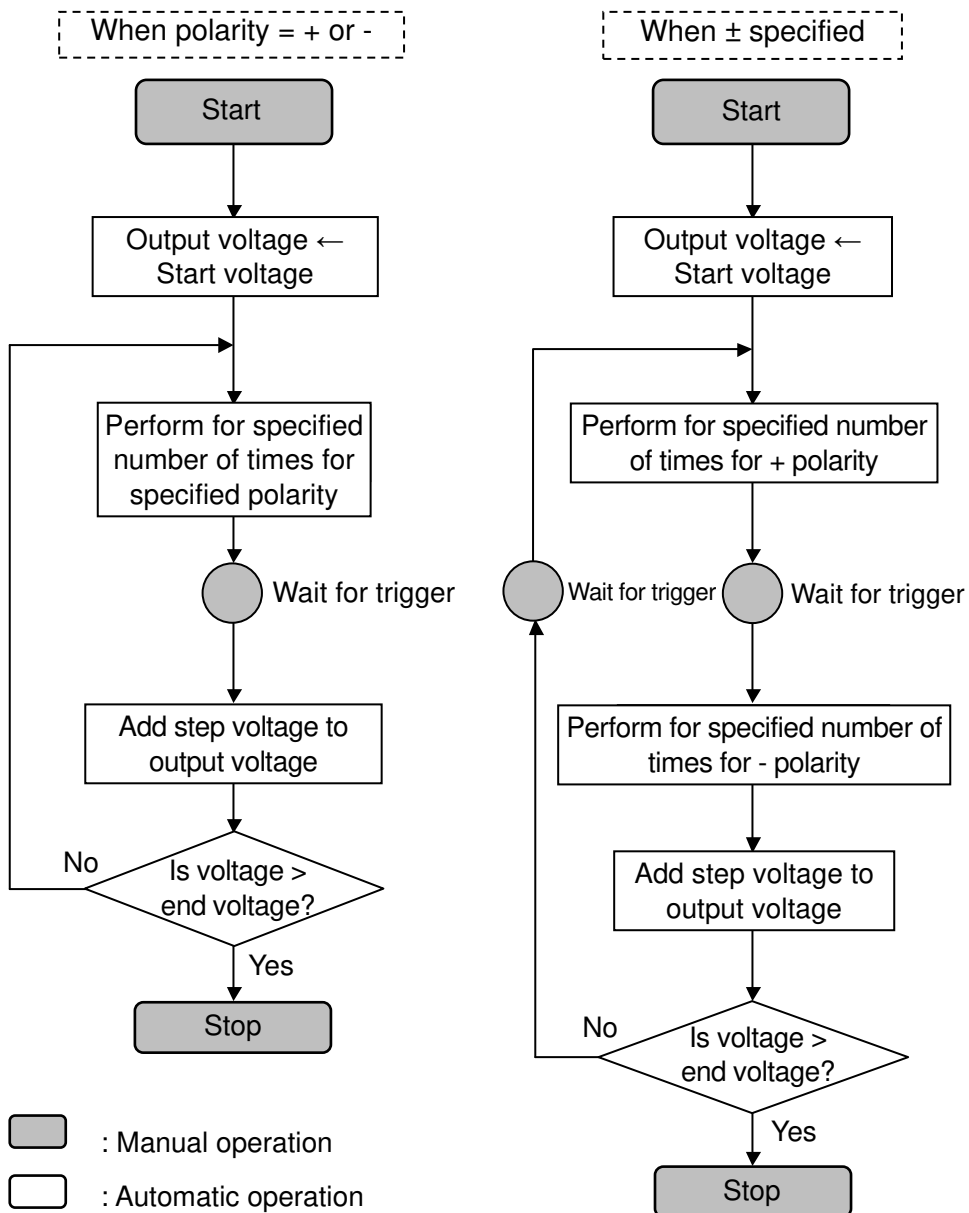 When polarity = + or -
Start
Output voltage ←
Start voltage
Perform for specified
number of times for
specified polarity
Wait for trigger
Add step voltage to
output voltage
No
Is voltage >
end voltage?
Yes
Stop
When ± specified
Start
Output voltage ←
Start voltage
Perform for specified number
of times for + polarity
Wait for trigger
Wait for trigger
Perform for specified number of
times for - polarity
Add step voltage to
output voltage
No
Is voltage >
end voltage?
Yes
Stop
: Manual operation
: Automatic operation